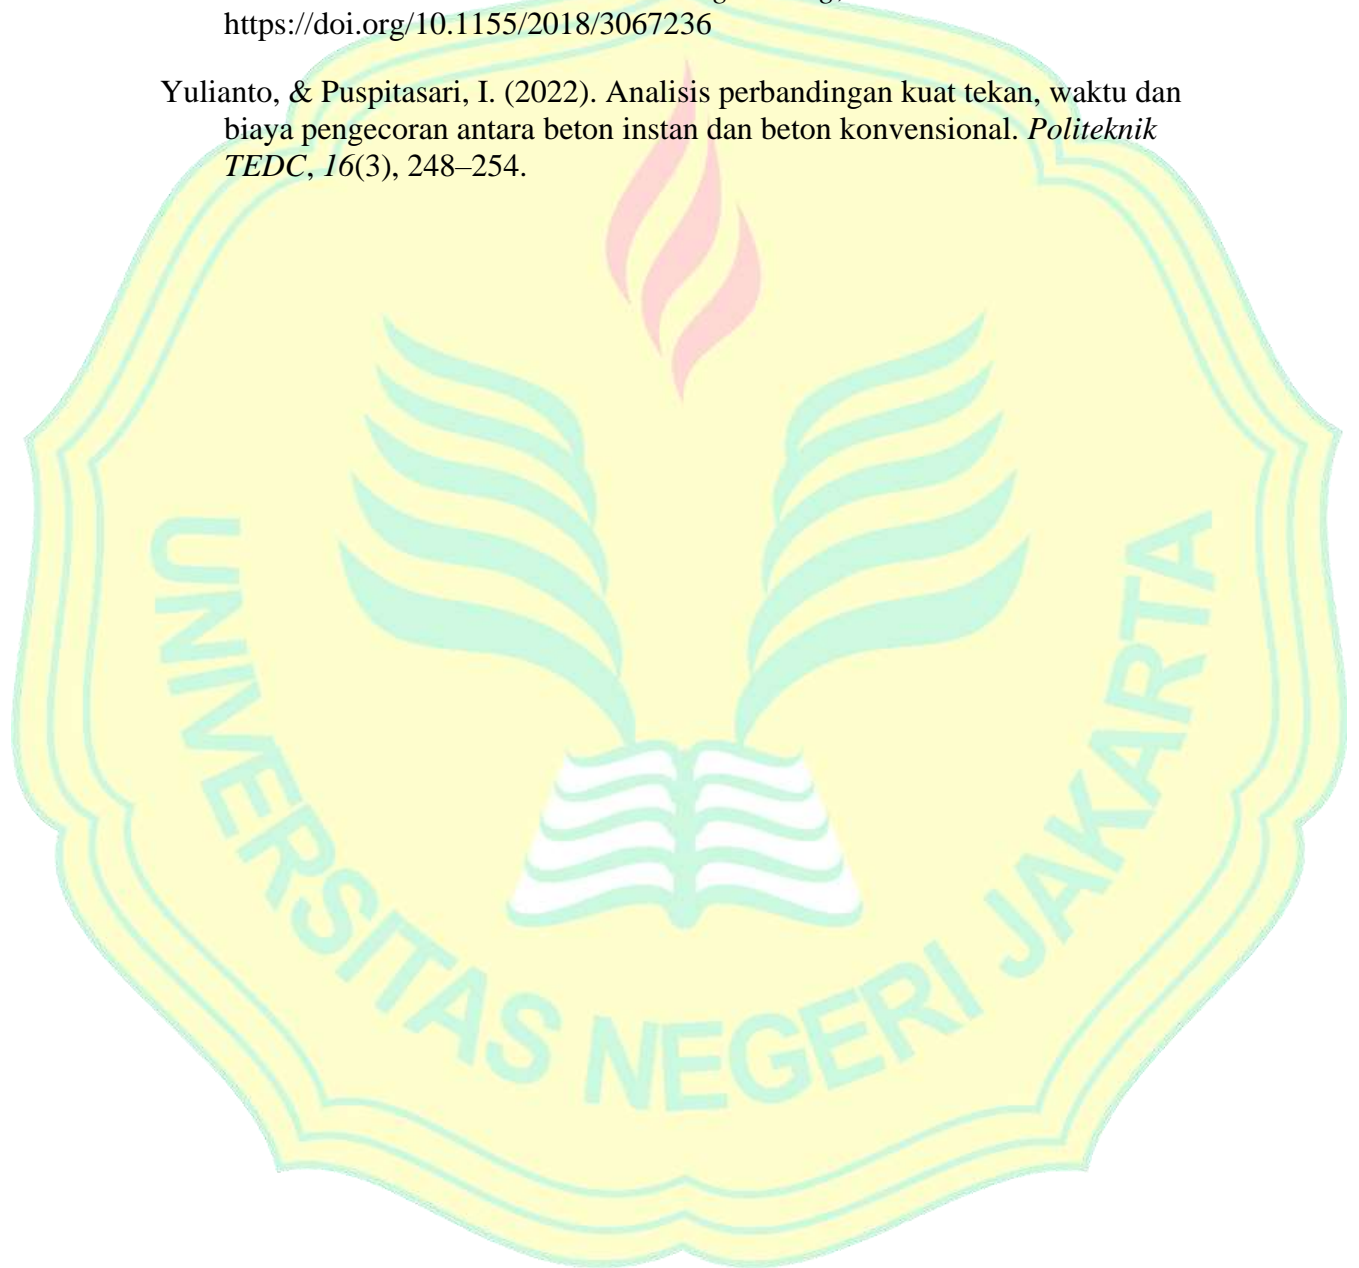 https://doi.org/10.1155/2018/3067236
Yulianto, & Puspitasari, I. (2022). Analisis perbandingan kuat tekan, waktu dan
biaya pengecoran antara beton instan dan beton konvensional. Politeknik
TEDC, 16(3), 248–254.
UNIVERSITAS NEGERI JAKARTA